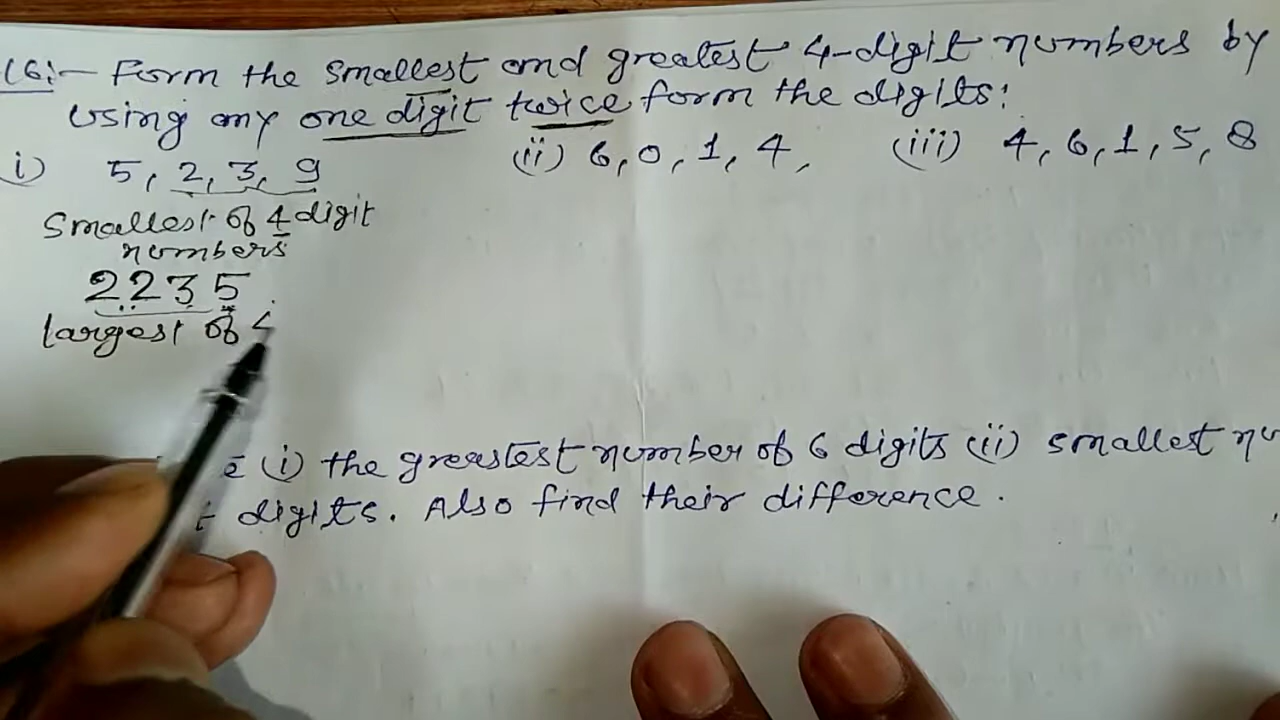 16:- Form the smallest and greatest 4-digit numbers by
using any one digit twice form the digits:
i) 5, 2, 3, 9 (ii) 6, 0, 1, 4, (iii) 4, 6, 1, 5, 8
Smallest of 4 digit
numbers
2235
largest of
(i) the greastest number of 6 digits (ii) smallest
digits. Also find their difference.